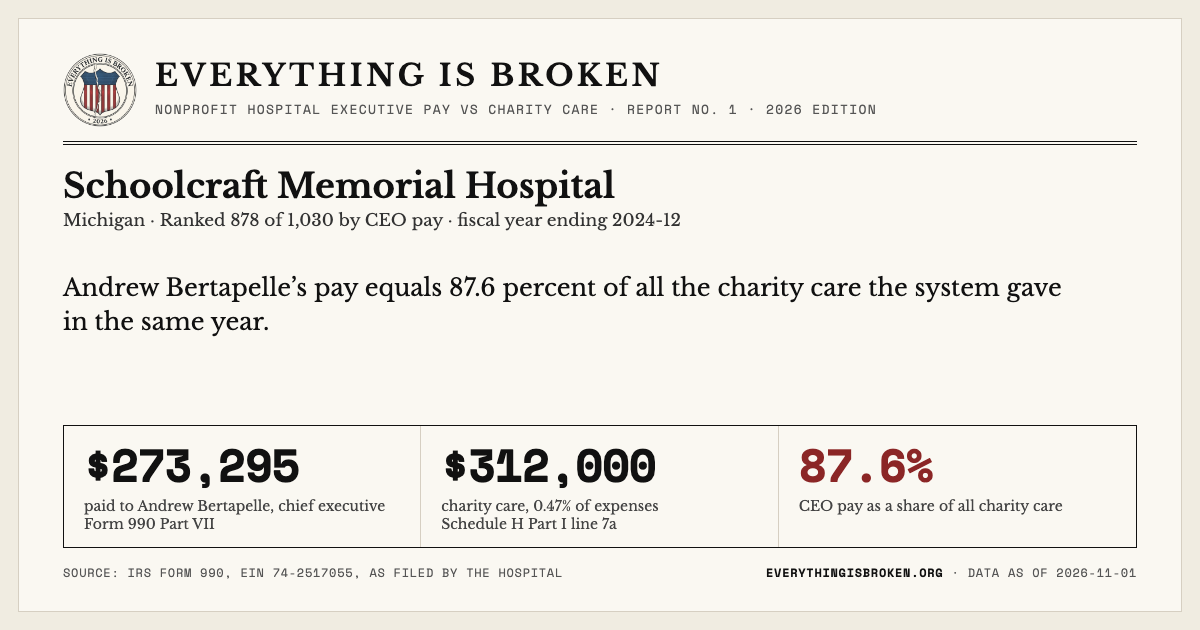 EVERYTHING IS BROKEN
2026
EVERYTHING IS BROKEN
NONPROFIT HOSPITAL EXECUTIVE PAY VS CHARITY CARE · REPORT NO. 1 · 2026 EDITION
Schoolcraft Memorial Hospital
Michigan · Ranked 878 of 1,030 by CEO pay · fiscal year ending 2024-12
Andrew Bertapelle’s pay equals 87.6 percent of all the charity care the system gave
in the same year.
$273,295
paid to Andrew Bertapelle, chief executive
Form 990 Part VII
$312,000
charity care, 0.47% of expenses
Schedule H Part I line 7a
87.6%
CEO pay as a share of all charity care
SOURCE: IRS FORM 990, EIN 74-2517055, AS FILED BY THE HOSPITAL
EVERYTHINGISBROKEN.ORG · DATA AS OF 2026-11-01